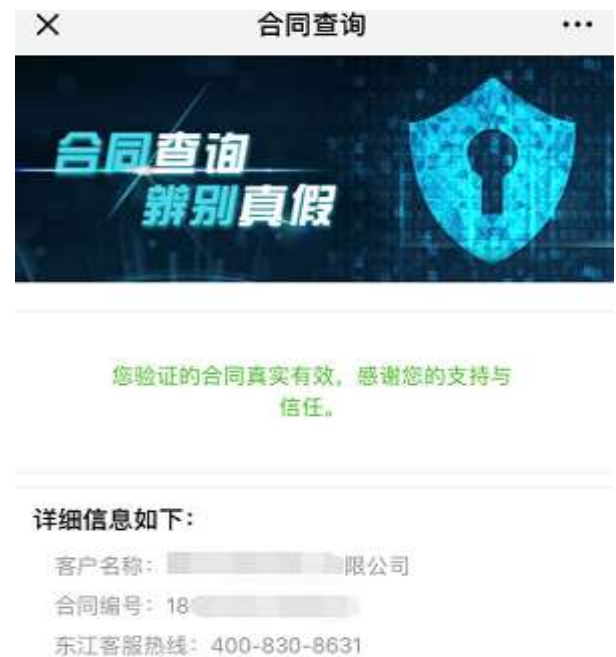 合同查询
合同查询
辨别真假
您验证的合同真实有效，感谢您的支持与
信任。
详细信息如下：
客户名称： 限公司
合同编号：18
东江客服热线：400-830-8631